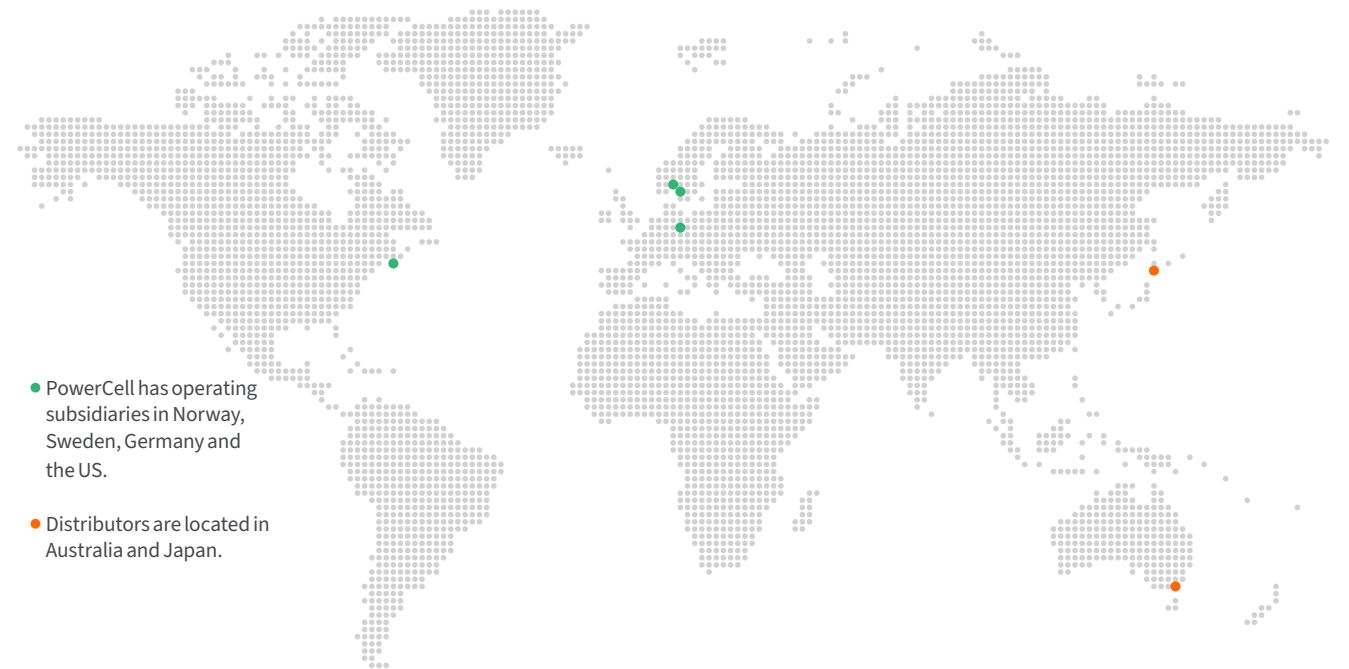 PowerCell has operating
subsidiaries in Norway,
Sweden, Germany and
the US.
Distributors are located in
Australia and Japan.